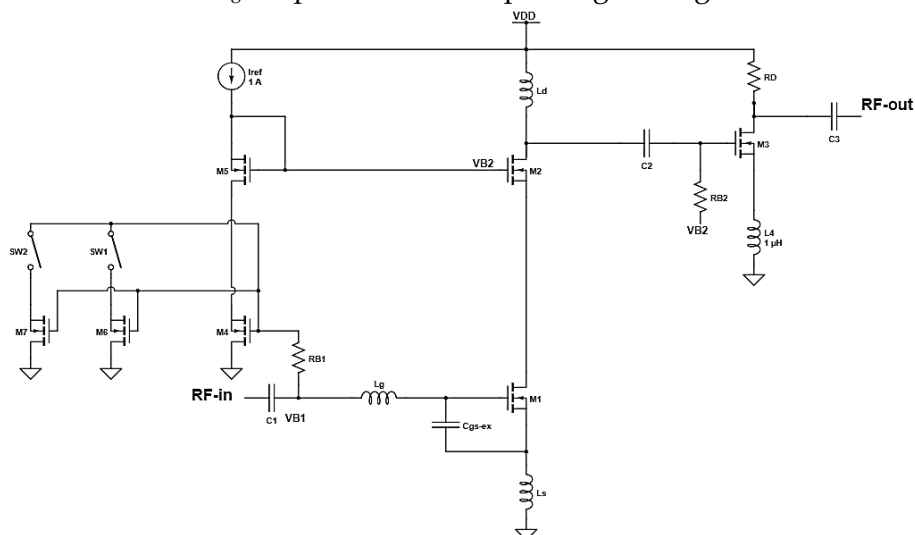 VDD
Iref
1 A
Ld
RD
RF-out
C3
M5
VB2
M2
C2
M3
RB2
VB2
L4
1 µH
SW2
SW1
M7
M6
M4
RB1
RF-in
C1
VB1
Lg
M1
Cgs-ex
Ls